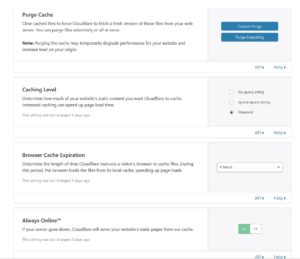 Purge Cache
Clear cached files to force Cloudflare to fetch a fresh version of those files from your web
server. You can purge files selectively or all at once.
Note: Purging the cache may temporarily degrade performance for your website and
increase load on your origin.
Custom Purge
Purge Everything
API
Help
Caching Level
Determine how much of your website's static content you want Cloudflare to cache.
Increased caching can speed up page load time.
This setting was last changed 3 days ago
No query string
Ignore query string
Standard
API
Help
Browser Cache Expiration
Determine the length of time Cloudflare instructs a visitor's browser to cache files. During
this period, the browser loads the files from its local cache, speeding up page loads.
This setting was last changed 3 days ago
API
Help
Always Online™
If your server goes down, Cloudflare will serve your website's static pages from our cache.
This setting was last changed 3 days ago
API
Help